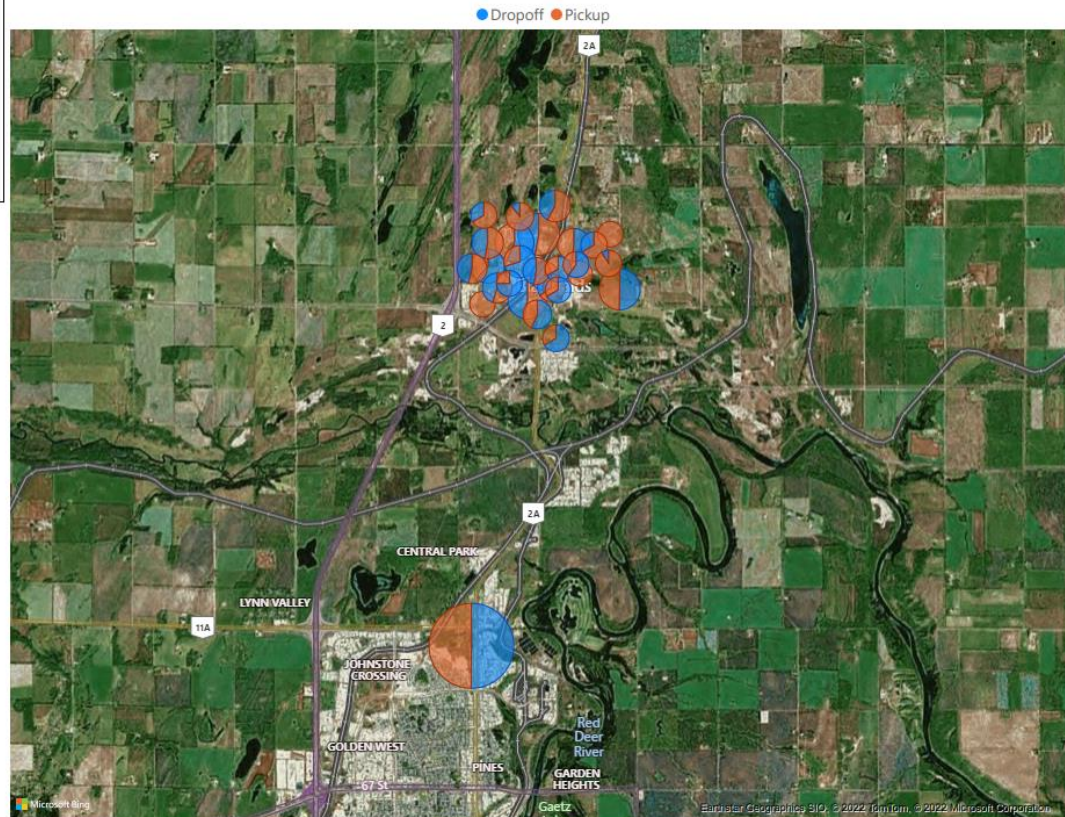 Dropoff Pickup
2A
2
2A
CENTRAL PARK
LYNN VALLEY
11A
JOHNSTONE
CROSSING
GOLDEN WEST
Red
Deer
River
PINES
GARDEN
HEIGHTS
67 St
Gaetz
Microsoft Bing
Earthstar Geographics SIO, © 2022 TomTom, © 2022 Microsoft Corporation